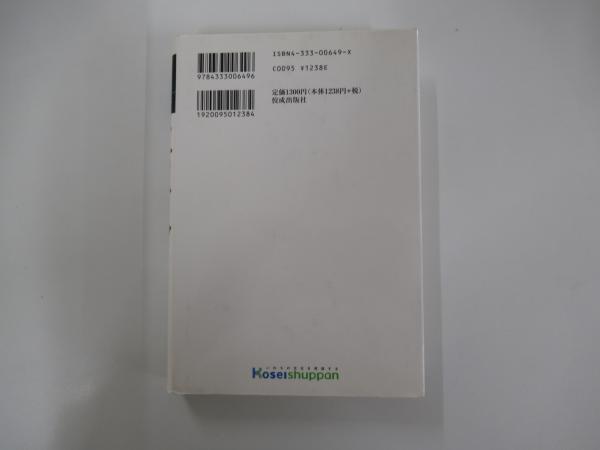 ISBN4-333-00649-X
9784333006496
C0095 ¥1238E
定価1300円(本体1238円+税)
佼成出版社
1920095012384
Koseishuppan